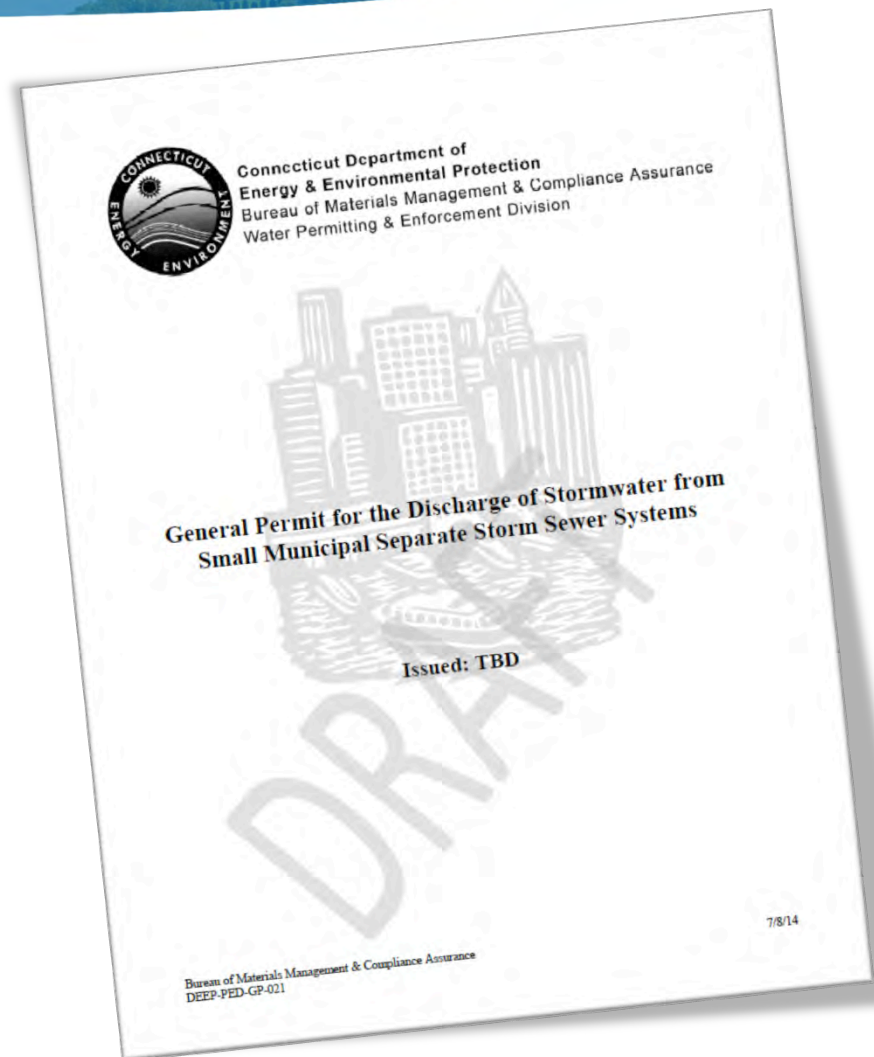 CONNECTICUT
ENERGY ENVIRONMENT
Connecticut Department of
Energy & Environmental Protection
Bureau of Materials Management & Compliance Assurance
Water Permitting & Enforcement Division
General Permit for the Discharge of Stormwater from
Small Municipal Separate Storm Sewer Systems
Issued: TBD
DRAFT
7/8/14
Bureau of Materials Management & Compliance Assurance
DEEP-PED-GP-021